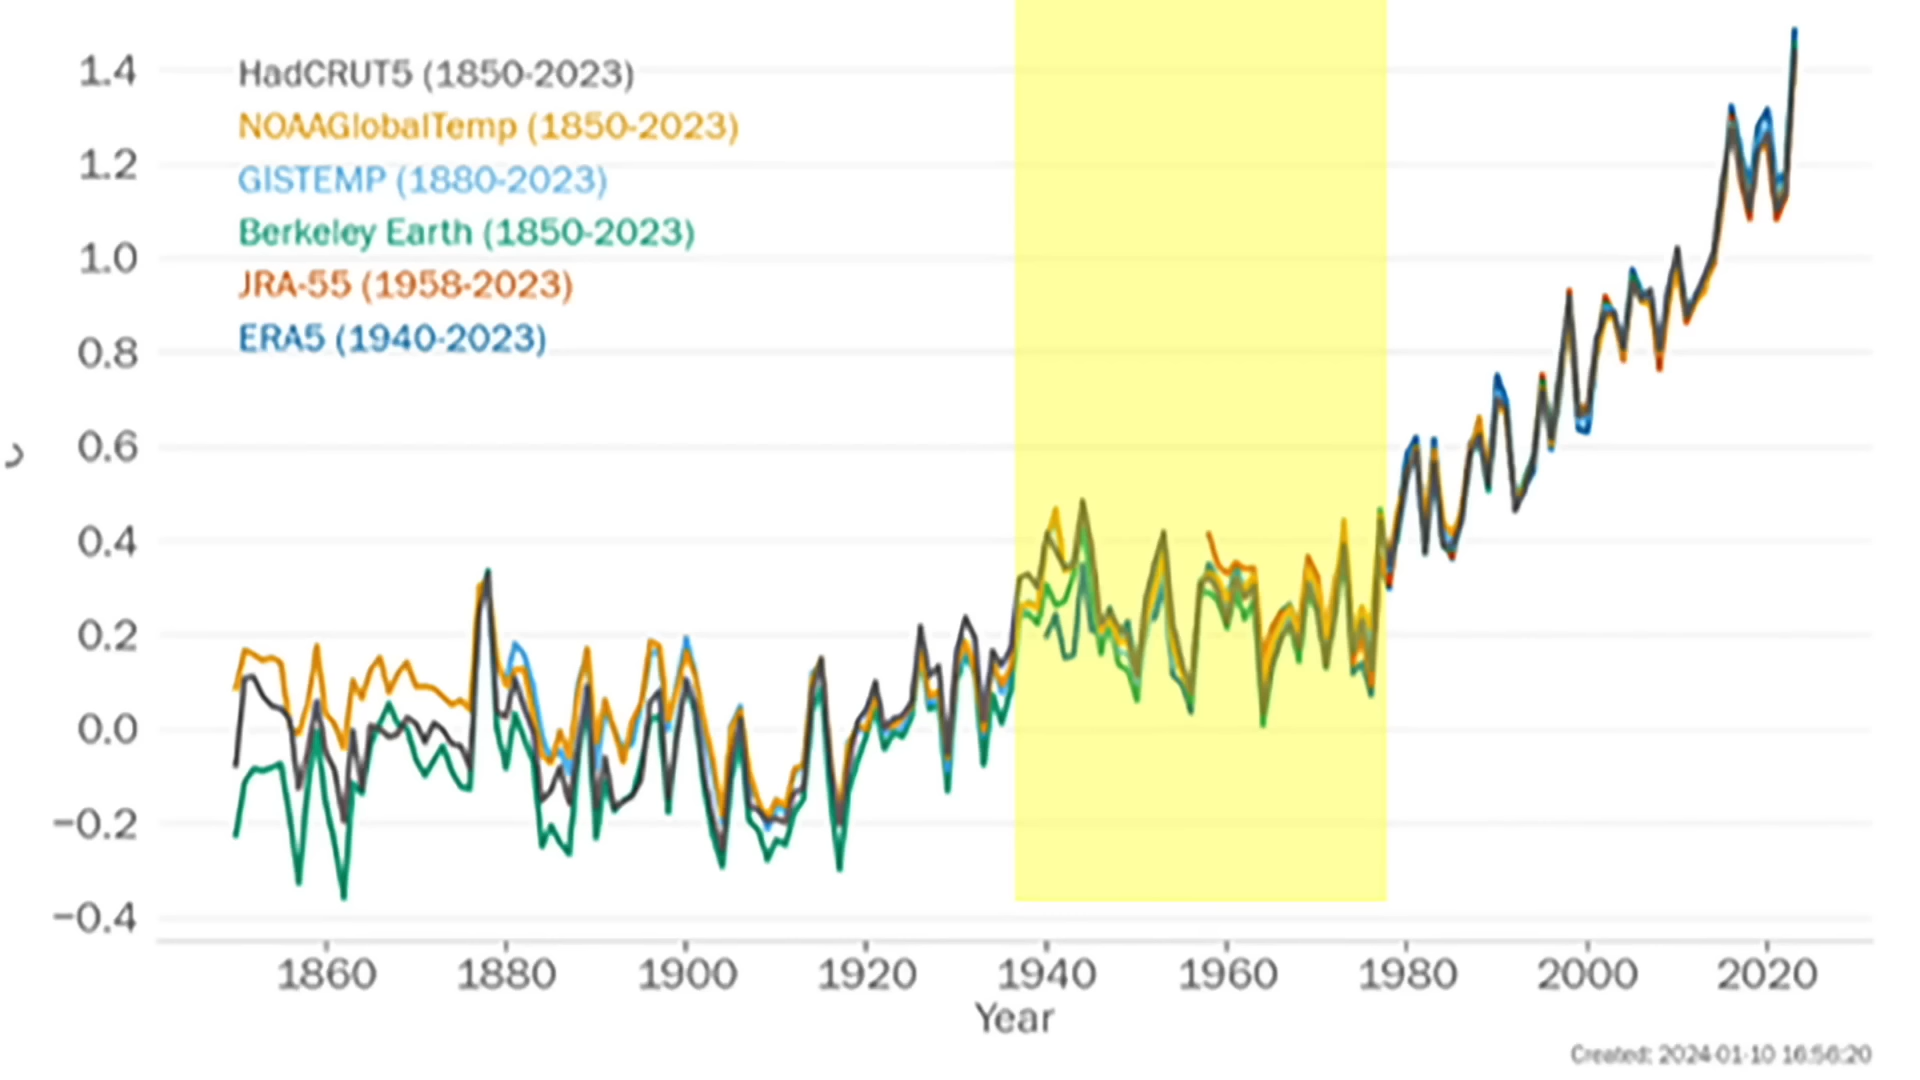 1.4
HadCRUT5 (1850-2023)
NOAAGlobalTemp (1850-2023)
1.2
GISTEMP (1880-2023)
Berkeley Earth (1850-2023)
1.0
JRA-55 (1958-2023)
ERA5 (1940-2023)
0.8
0.6
0.4
0.2
0.0
−0.2
−0.4
1860 1880 1900 1920 1940 1960 1980 2000 2020
Year
Created: 2024-01-10 16:56:20